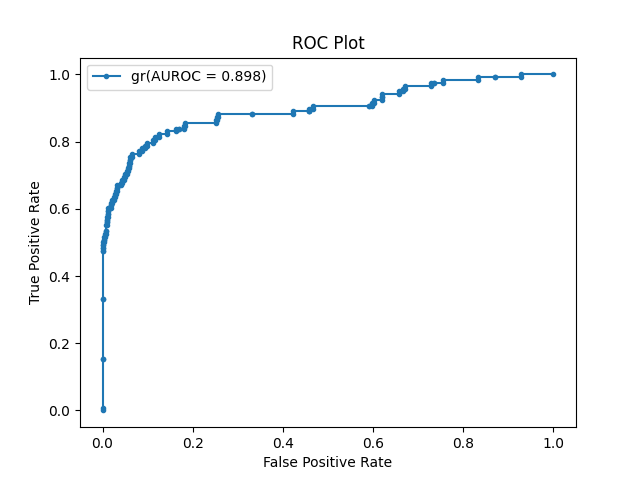 ROC Plot
gr(AUROC = 0.898)
1.0
0.8
0.6
0.4
0.2
0.0
True Positive Rate
0.0 0.2 0.4 0.6 0.8 1.0
False Positive Rate